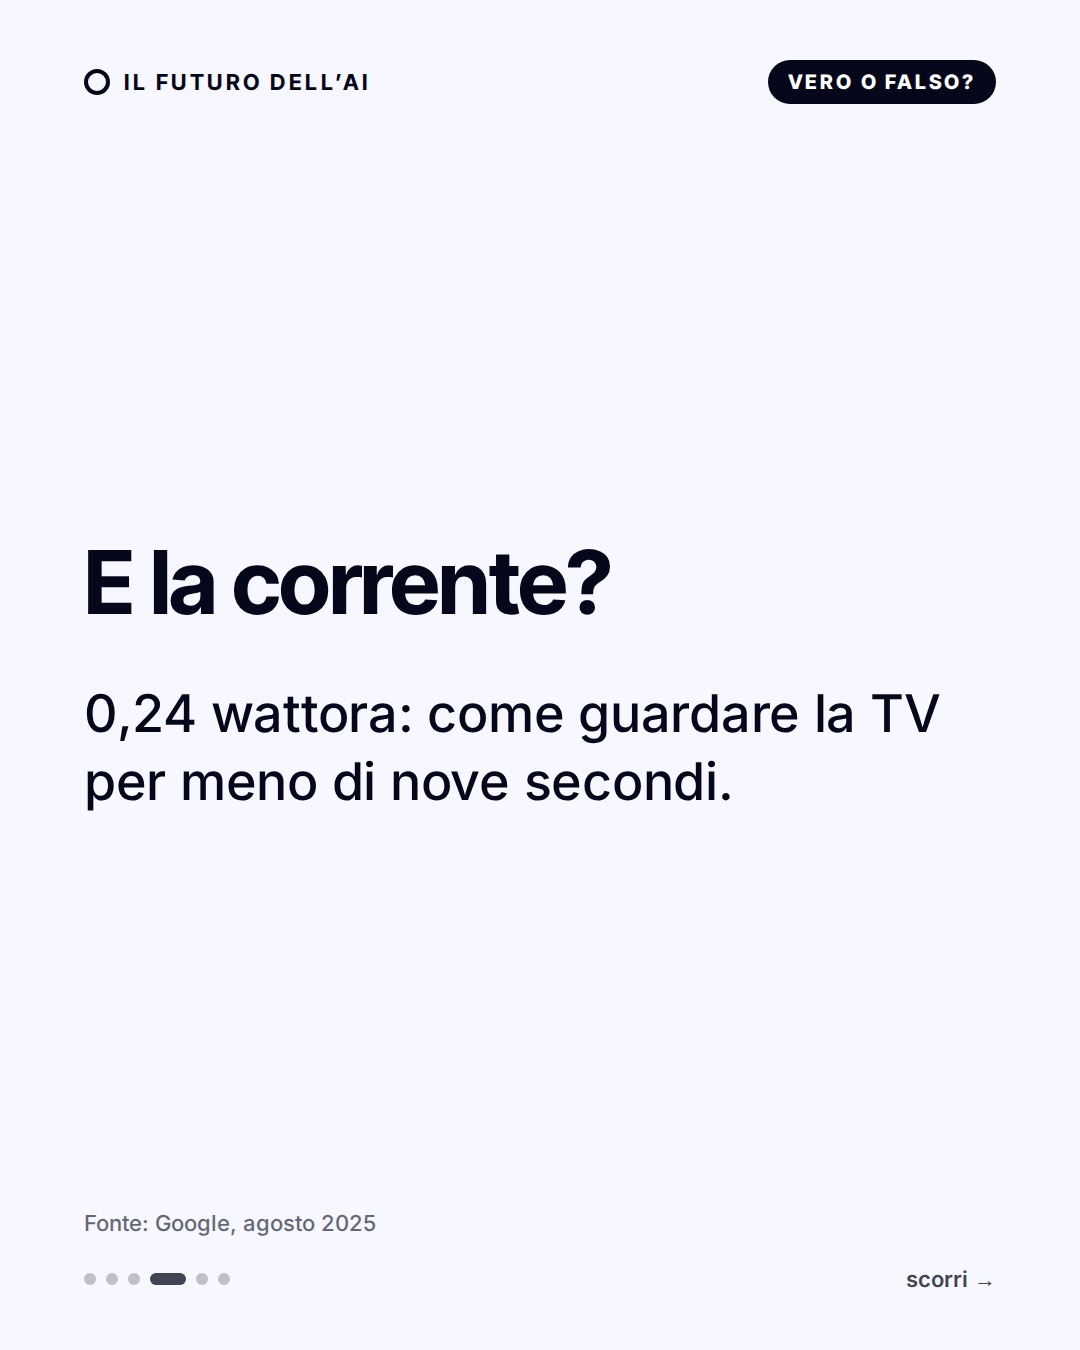 IL FUTURO DELL’AI
VERO O FALSO?
E la corrente?
0,24 wattora: come guardare la TV
per meno di nove secondi.
Fonte: Google, agosto 2025
scorri →